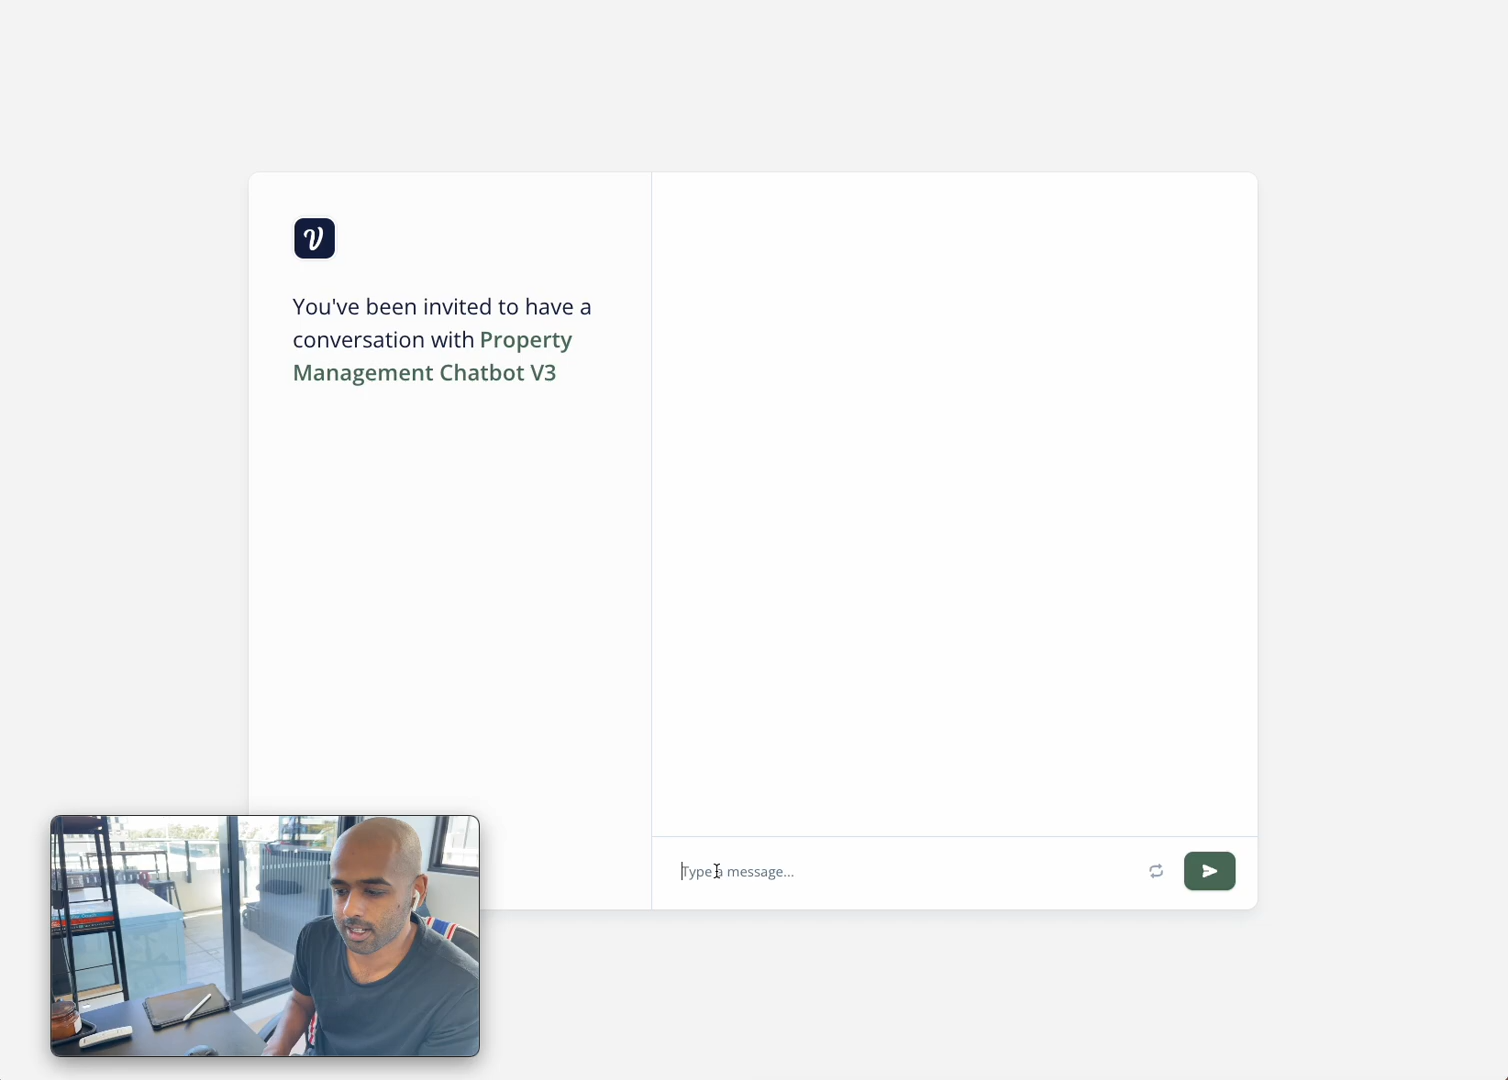 V
You've been invited to have a
conversation with Property
Management Chatbot V3
Type a message...